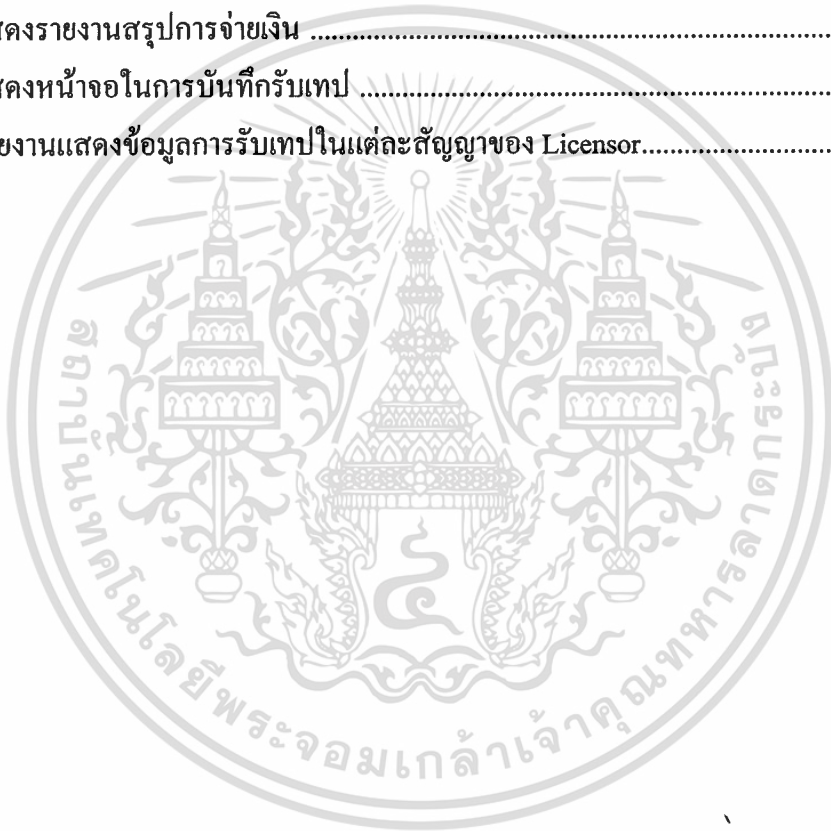 สดงรายงานสรุปการจ่ายเงิน ................................................................................
สดงหน้าจอในการบันทึกรับเทป ................................................................................
ยงานแสดงข้อมูลการรับเทปในแต่ละสัญญาของ Licensor................................
สถาบันเทคโนโลยีพระจอมเกล้าเจ้าคุณทหารลาดกระบัง